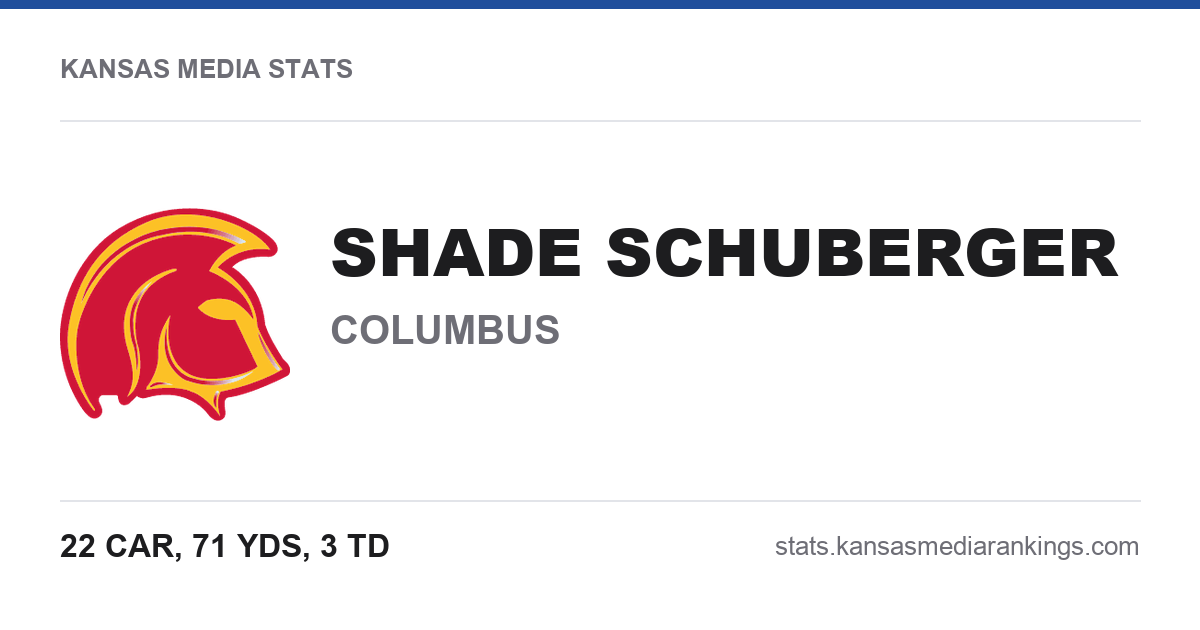 KANSAS MEDIA STATS
SHADE SCHUBERGER
COLUMBUS
22 CAR, 71 YDS, 3 TD
stats.kansasmediarankings.com